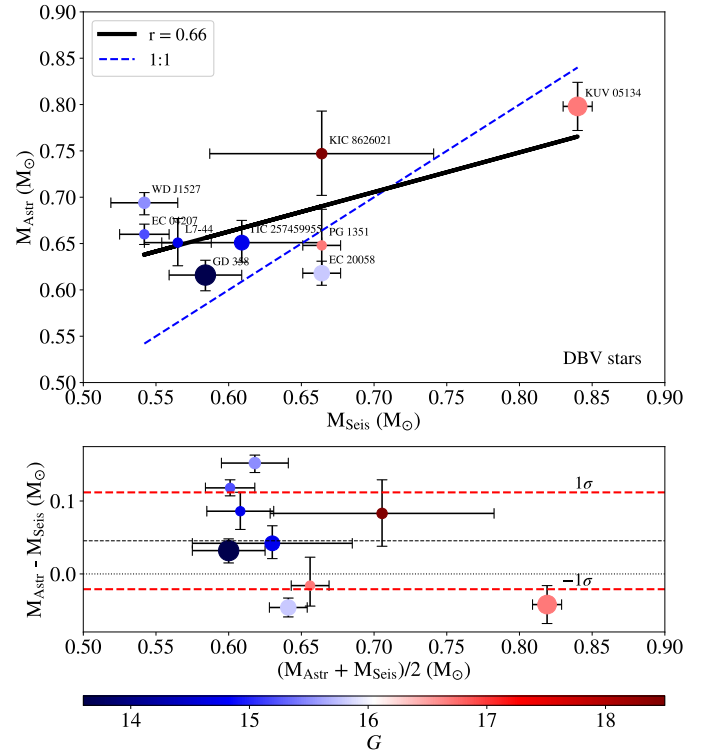 0.90
0.85
0.80
0.75
0.70
0.65
0.60
0.55
0.50
M_Astr (M_⊙)
r = 0.66
1:1
KUV 05134
KIC 8626021
WD J1527
EC 04207
L7-44
TIC 257459955
PG 1351
GD 358
EC 20058
DBV stars
0.50 0.55 0.60 0.65 0.70 0.75 0.80 0.85 0.90
M_Seis (M_⊙)
M_Astr - M_Seis (M_⊙)
0.1
0.0
1σ
−1σ
0.50 0.55 0.60 0.65 0.70 0.75 0.80 0.85 0.90
(M_Astr + M_Seis)/2 (M_⊙)
14 15 16 17 18
G